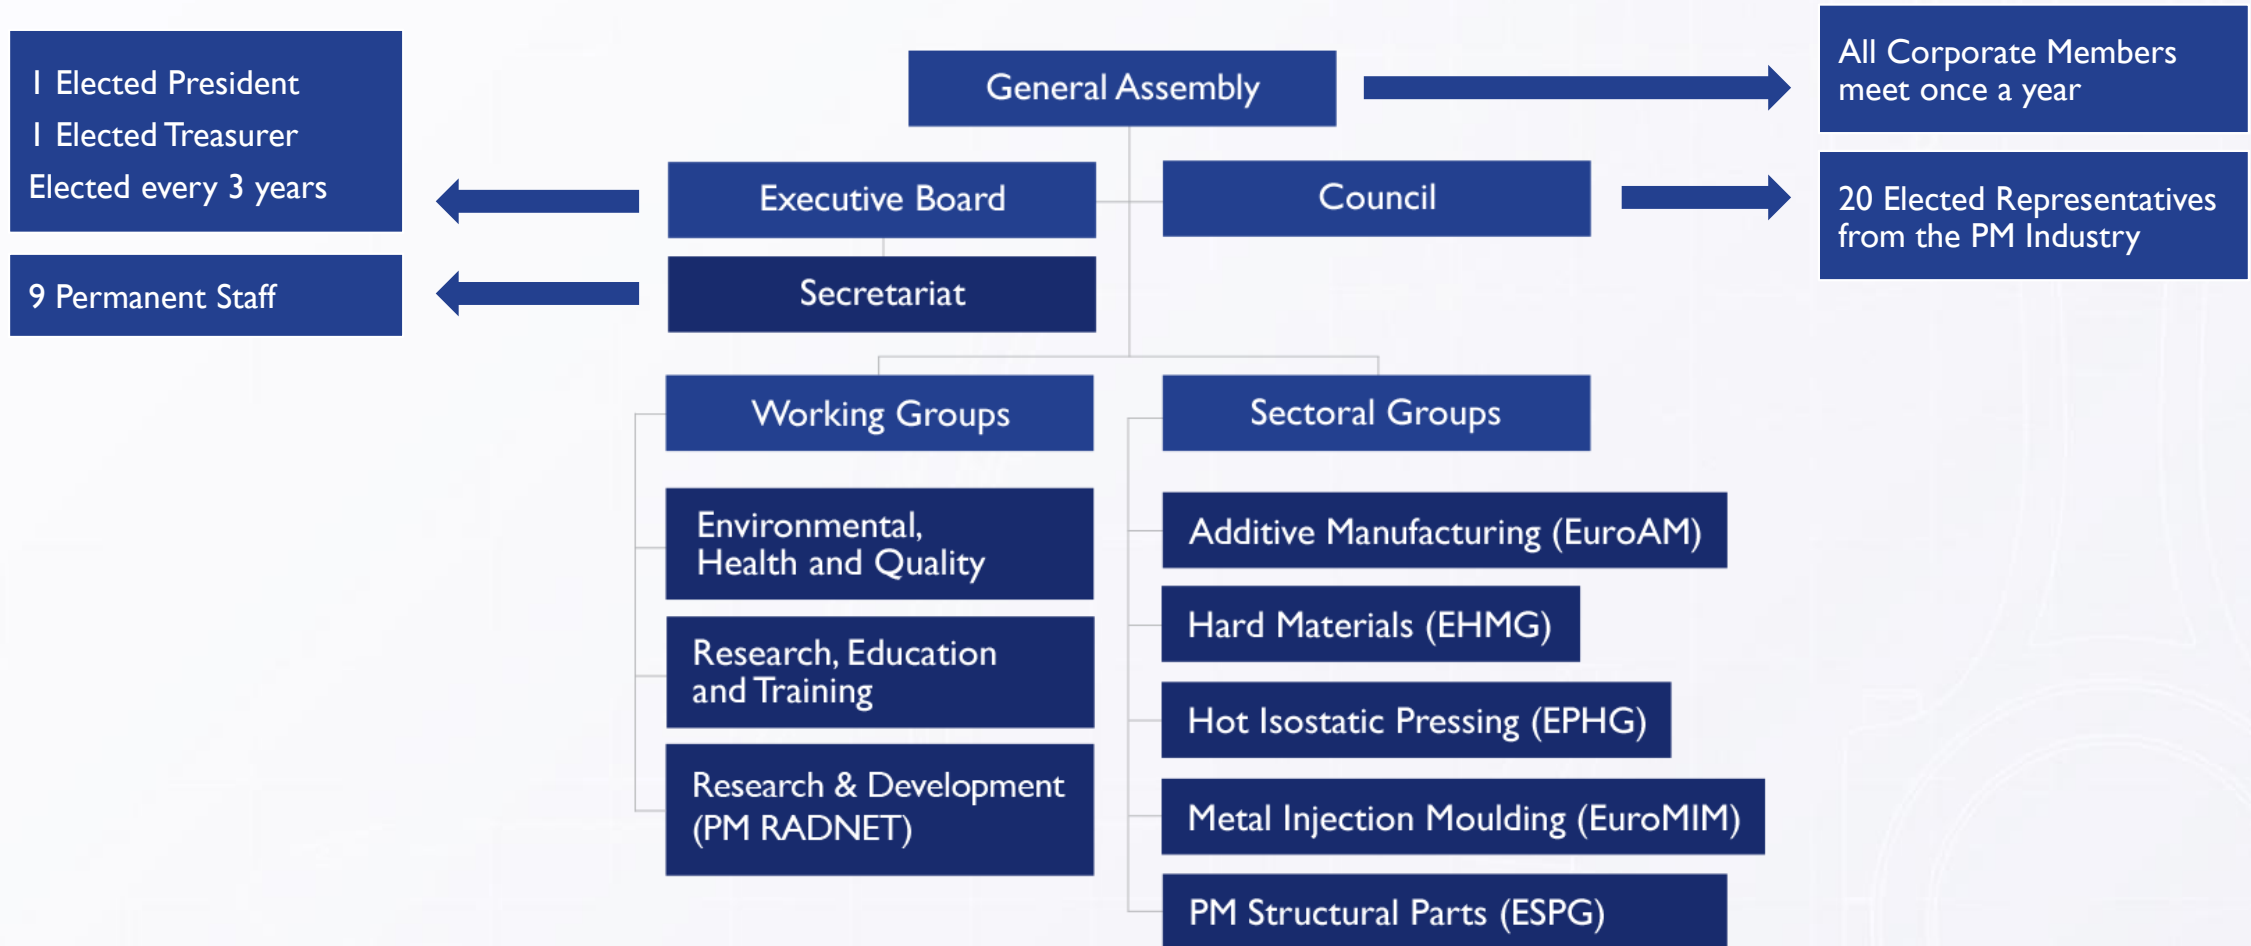 1 Elected President
1 Elected Treasurer
Elected every 3 years
9 Permanent Staff
General Assembly
All Corporate Members
meet once a year
Executive Board
Council
20 Elected Representatives
from the PM Industry
Secretariat
Working Groups
Environmental,
Health and Quality
Research, Education
and Training
Research & Development
(PM RADNET)
Sectoral Groups
Additive Manufacturing (EuroAM)
Hard Materials (EHMG)
Hot Isostatic Pressing (EPHG)
Metal Injection Moulding (EuroMIM)
PM Structural Parts (ESPG)